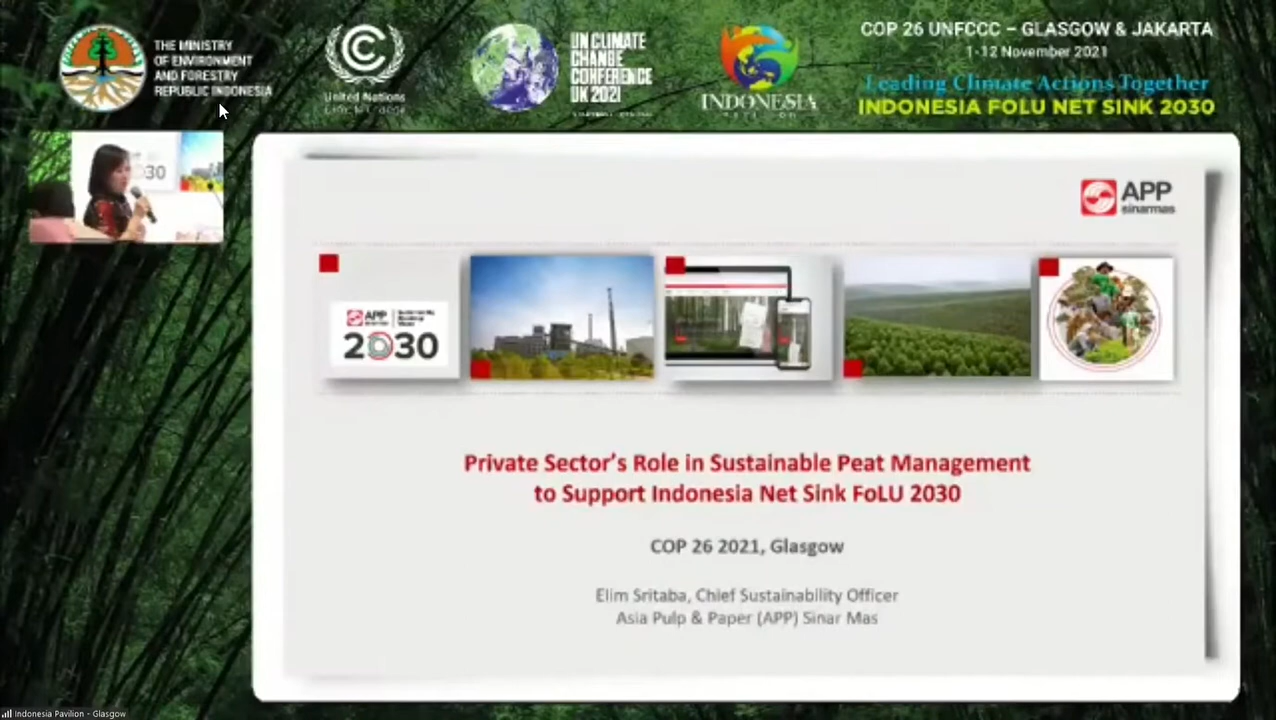 THE MINISTRY
OF ENVIRONMENT
AND FORESTRY
REPUBLIC INDONESIA
United Nations
UN CLIMATE
CHANGE
CONFERENCE
UK 2021
INDONESIA
COP 26 UNFCCC – GLASGOW & JAKARTA
1-12 November 2021
Leading Climate Actions Together
INDONESIA FOLU NET SINK 2030
APP
sinarmas
APP
2030
Private Sector's Role in Sustainable Peat Management
to Support Indonesia Net Sink FoLU 2030
COP 26 2021, Glasgow
Elim Sritaba, Chief Sustainability Officer
Asia Pulp & Paper (APP) Sinar Mas
Indonesia Pavilion - Glasgow